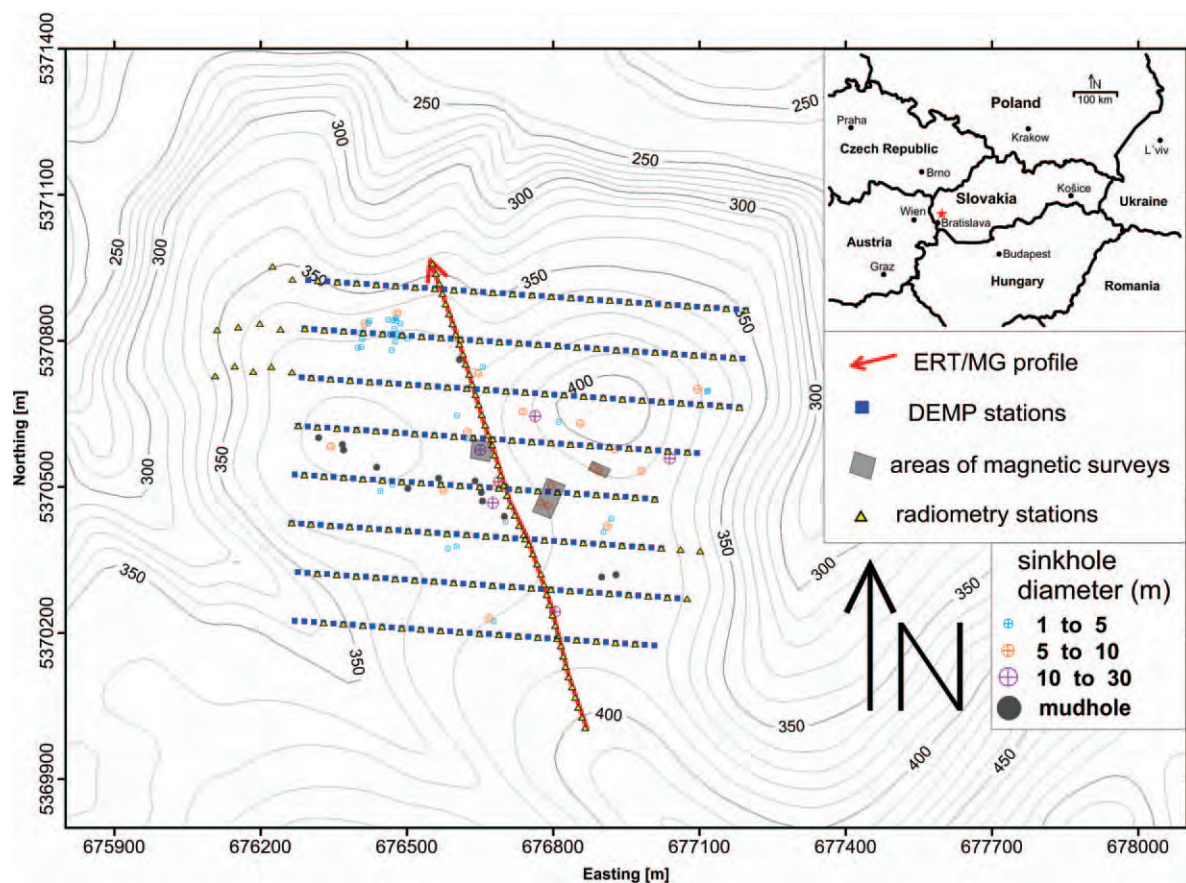 5371400
5371100
5370800
5370500
5370200
5369900
Northing [m]
675900
676200
676500
676800
677100
677400
677700
678000
Easting [m]
250
250
300
250
300
300
300
250
350
350
350
400
300
300
350
300
350
350
350
400
350
400
450
N
100 km
Poland
Praha
Krakow
L´viv
Czech Republic
Brno
Slovakia
Košice
Ukraine
Wien
Bratislava
Austria
Budapest
Graz
Hungary
Romania
ERT/MG profile
DEMP stations
areas of magnetic surveys
radiometry stations
N
sinkhole
diameter (m)
1 to 5
5 to 10
10 to 30
mudhole